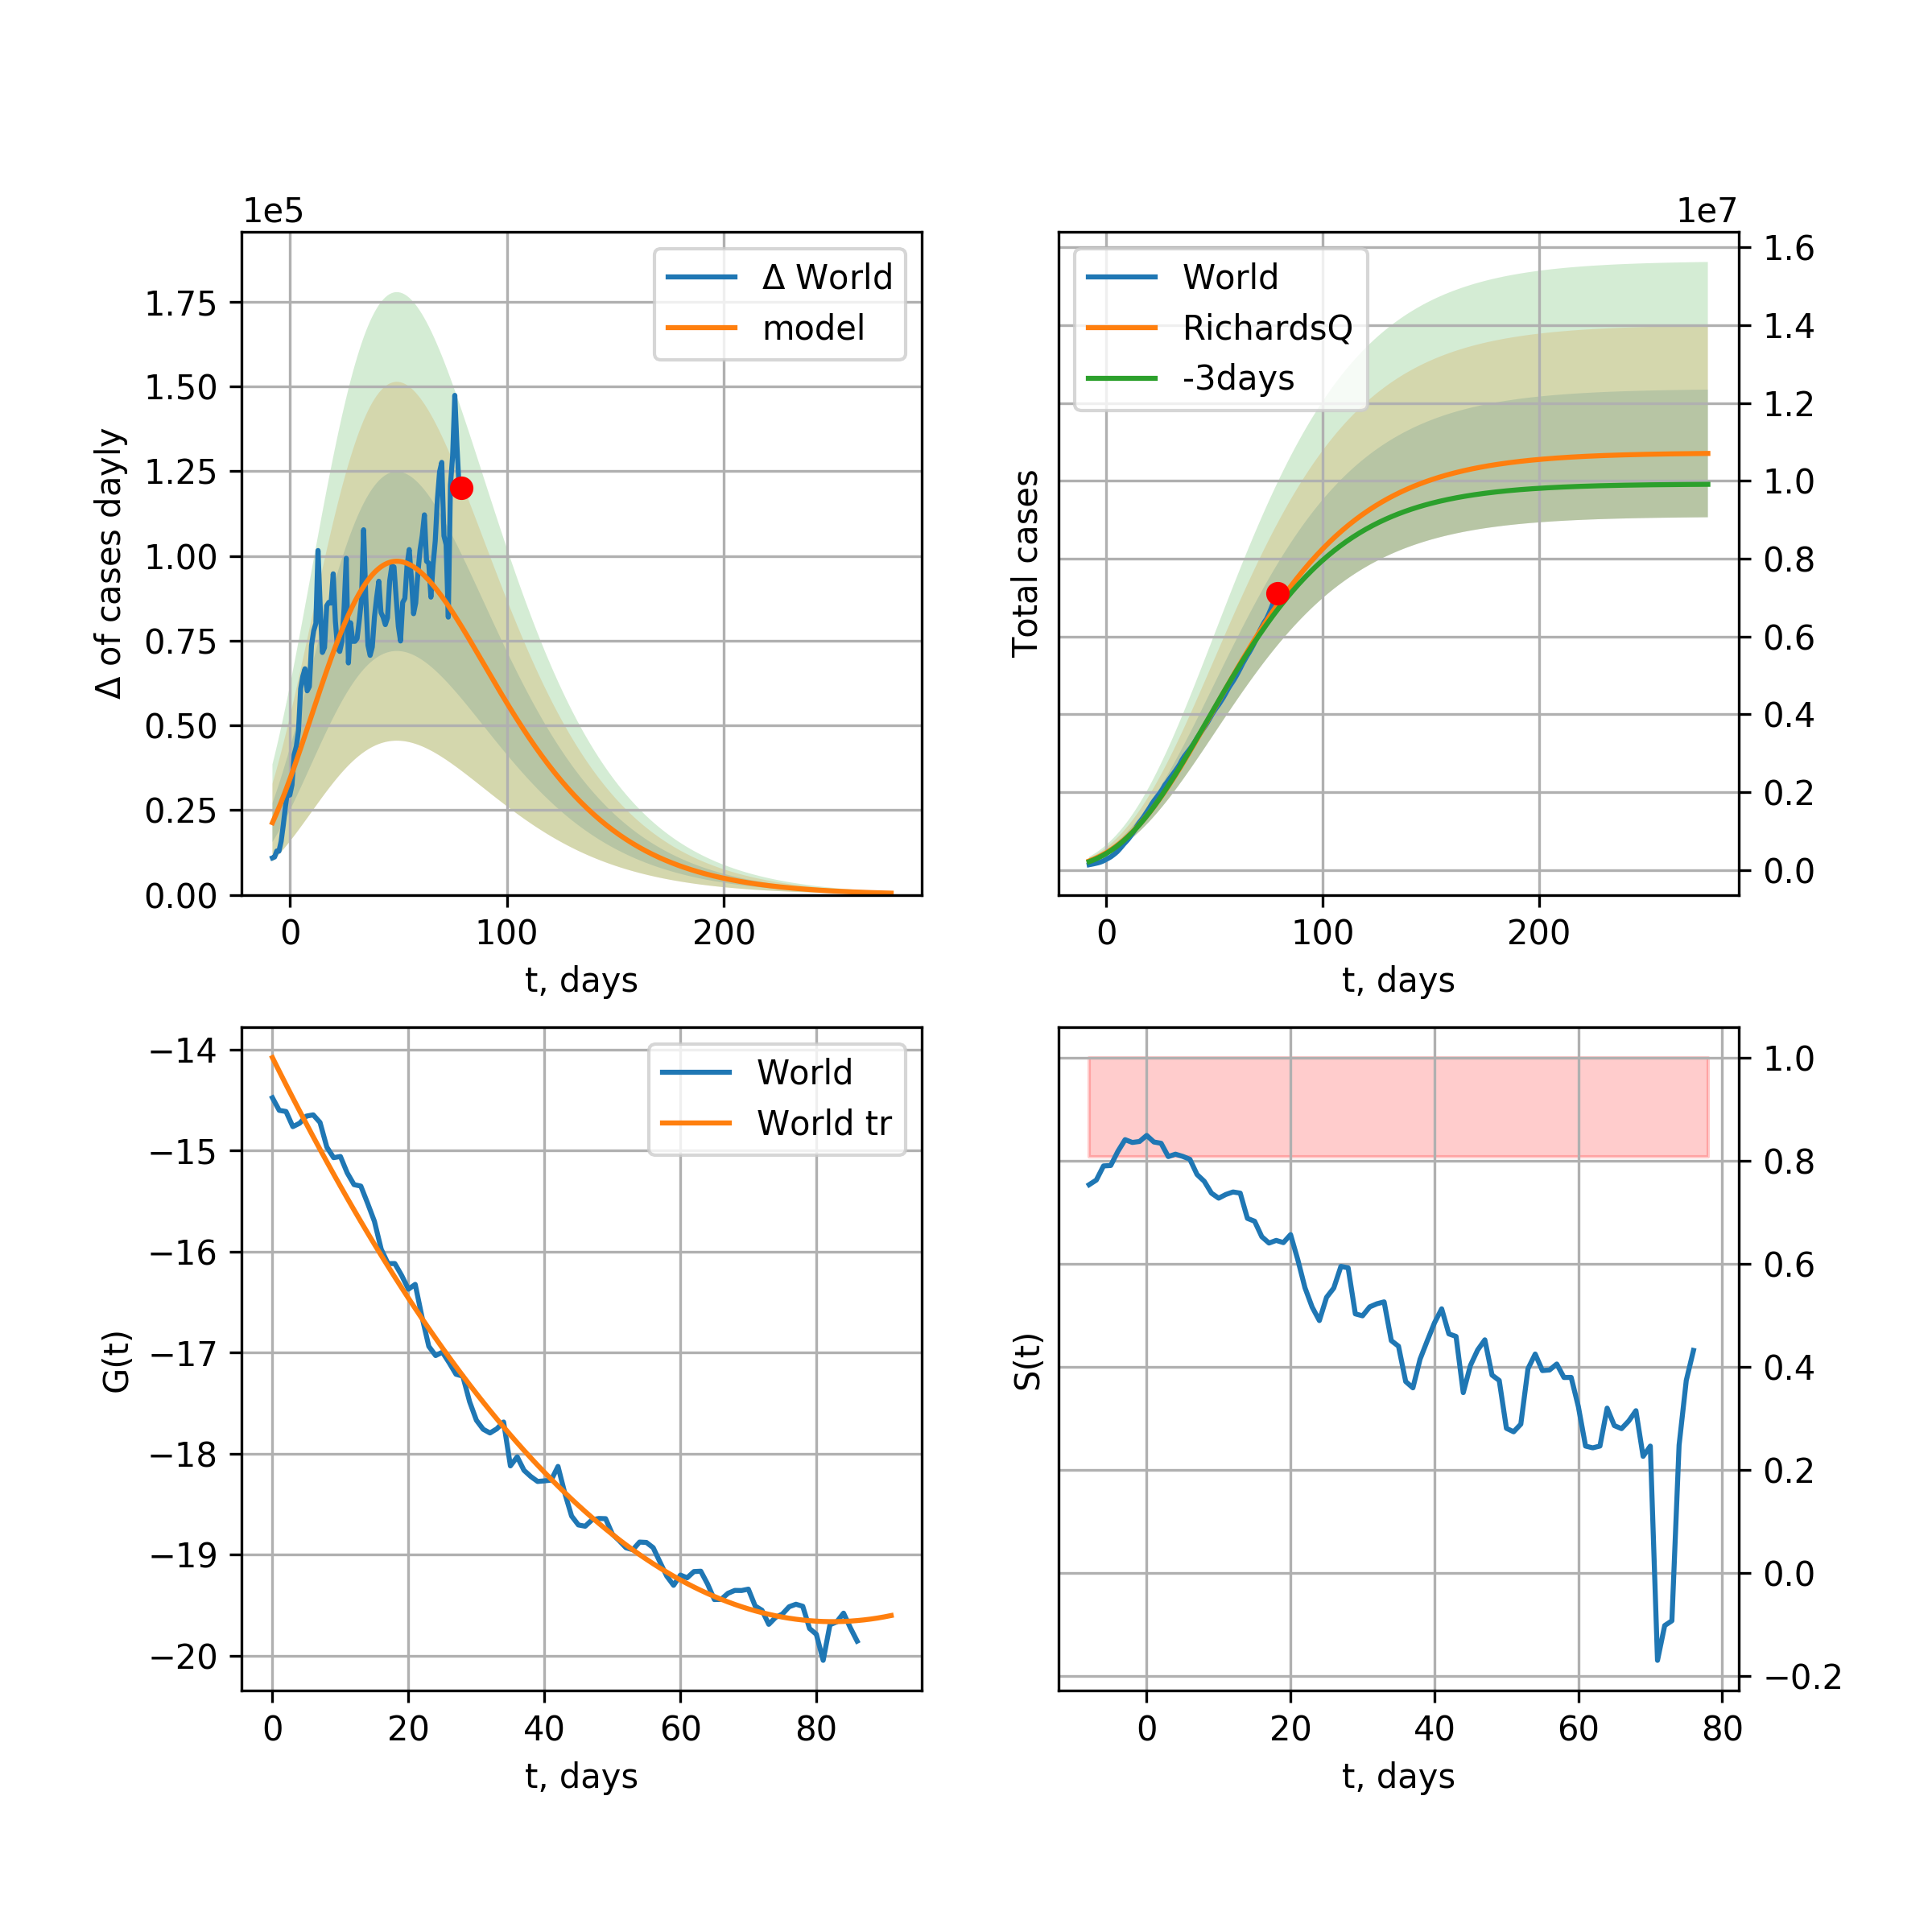 1e5
Δ World
model
1.75
1.50
1.25
1.00
0.75
0.50
0.25
0.00
Δ of cases dayly
0
100
200
t, days
1e7
World
RichardsQ
-3days
1.6
1.4
1.2
1.0
0.8
0.6
0.4
0.2
0.0
Total cases
0
100
200
t, days
World
World tr
−14
−15
−16
−17
−18
−19
−20
G(t)
0
20
40
60
80
t, days
1.0
0.8
0.6
0.4
0.2
0.0
−0.2
S(t)
0
20
40
60
80
t, days